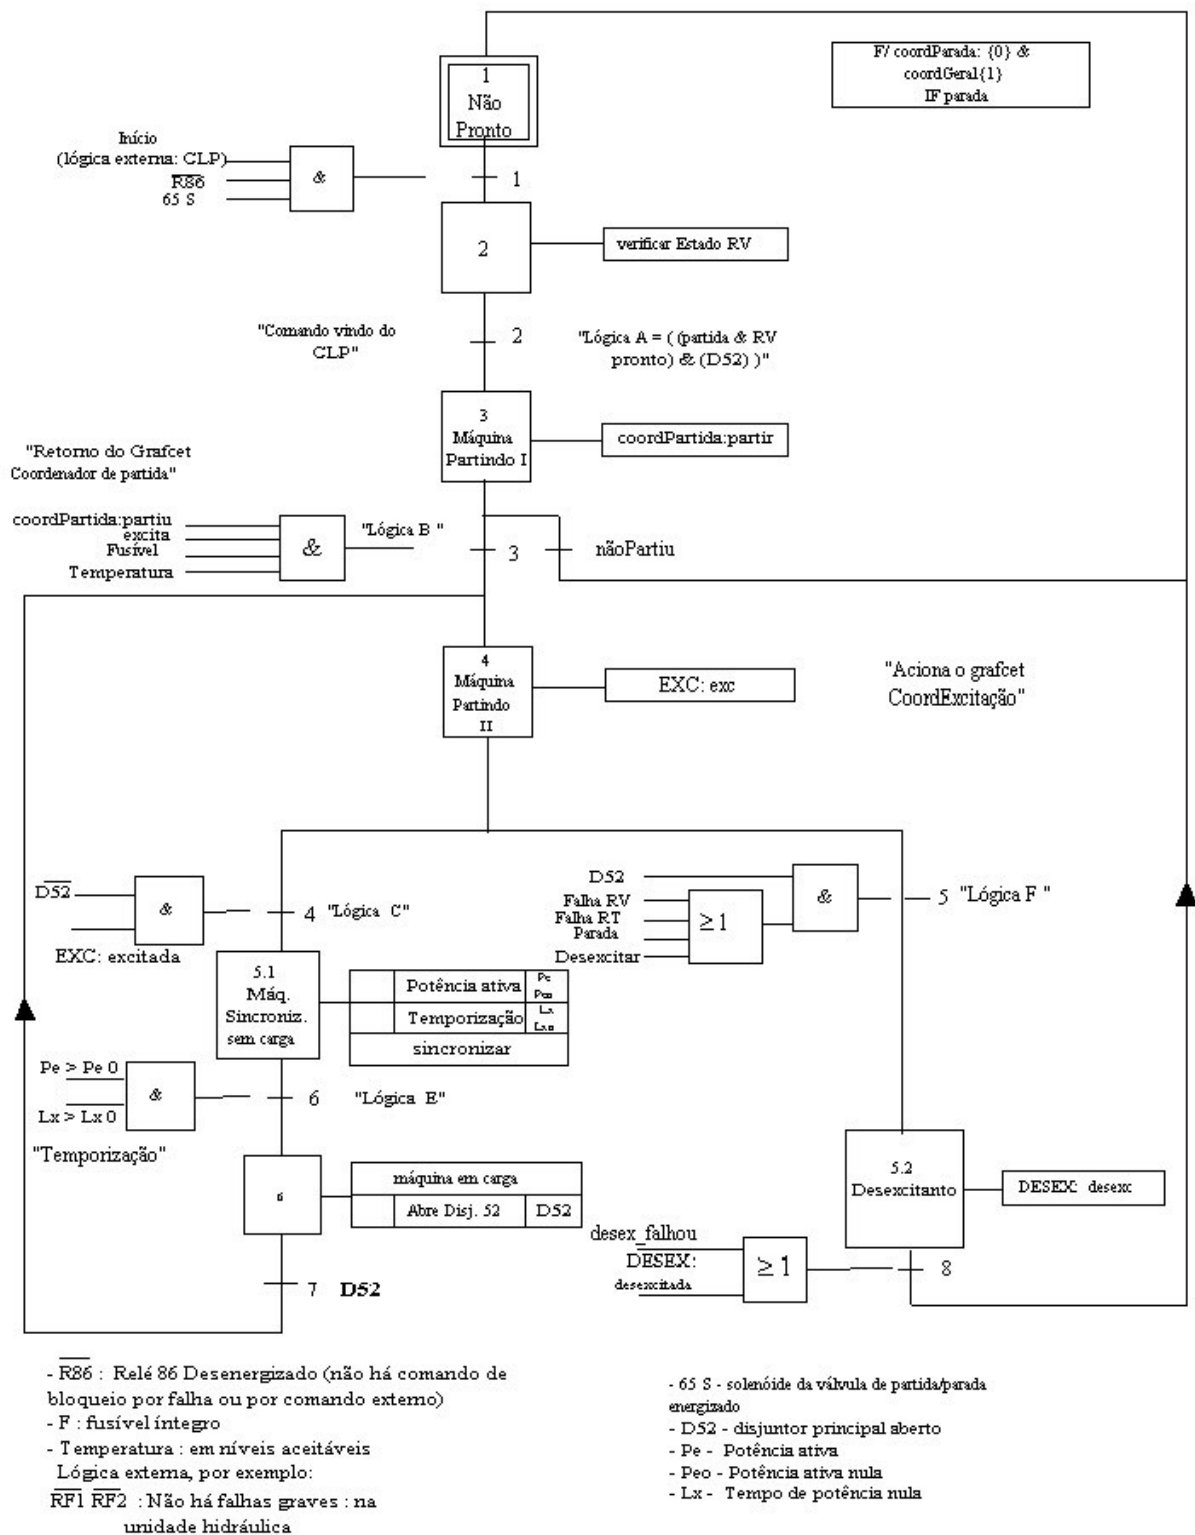 F/ coordParada: {0} &
coordGeral{1}
IF parada
1
Não
Pronto
Início
(lógica externa: CLP)
R86
65 S
&
1
2
verificar Estado RV
"Comando vindo do
CLP"
2
"Lógica A = ( (partida & RV
pronto) & (D52) )"
3
Máquina
Partindo I
coordPartida:partir
"Retorno do Grafcet
Coordenador de partida"
coordPartida:partiu
excita
Fusível
Temperatura
&
"Lógica B "
3
nãoPartiu
4
Máquina
Partindo
II
EXC: exc
"Aciona o grafcet
CoordExcitação"
D52
&
EXC: excitada
4
"Lógica C"
D52
Falha RV
Falha RT
Parada
Desexcitar
≥ 1
&
5
"Lógica F "
5.1
Máq.
Sincroniz.
sem carga
Potência ativa
Pe
Peo
Temporização
Lx
Lxo
sincronizar
Pe > Pe 0
Lx > Lx 0
&
"Temporização"
6
"Lógica E"
6
máquina em carga
Abre Disj. 52
D52
5.2
Desexcitanto
DESEX: desexc
desex_falhou
DESEX:
desexcitada
≥ 1
8
7
D52
- R86 : Relé 86 Desenergizado (não há comando de
bloqueio por falha ou por comando externo)
- F : fusível íntegro
- Temperatura : em níveis aceitáveis
Lógica externa, por exemplo:
RF1 RF2 : Não há falhas graves : na
unidade hidráulica
- 65 S - solenóide da válvula de partida/parada
energizado
- D52 - disjuntor principal aberto
- Pe - Potência ativa
- Peo - Potência ativa nula
- Lx - Tempo de potência nula